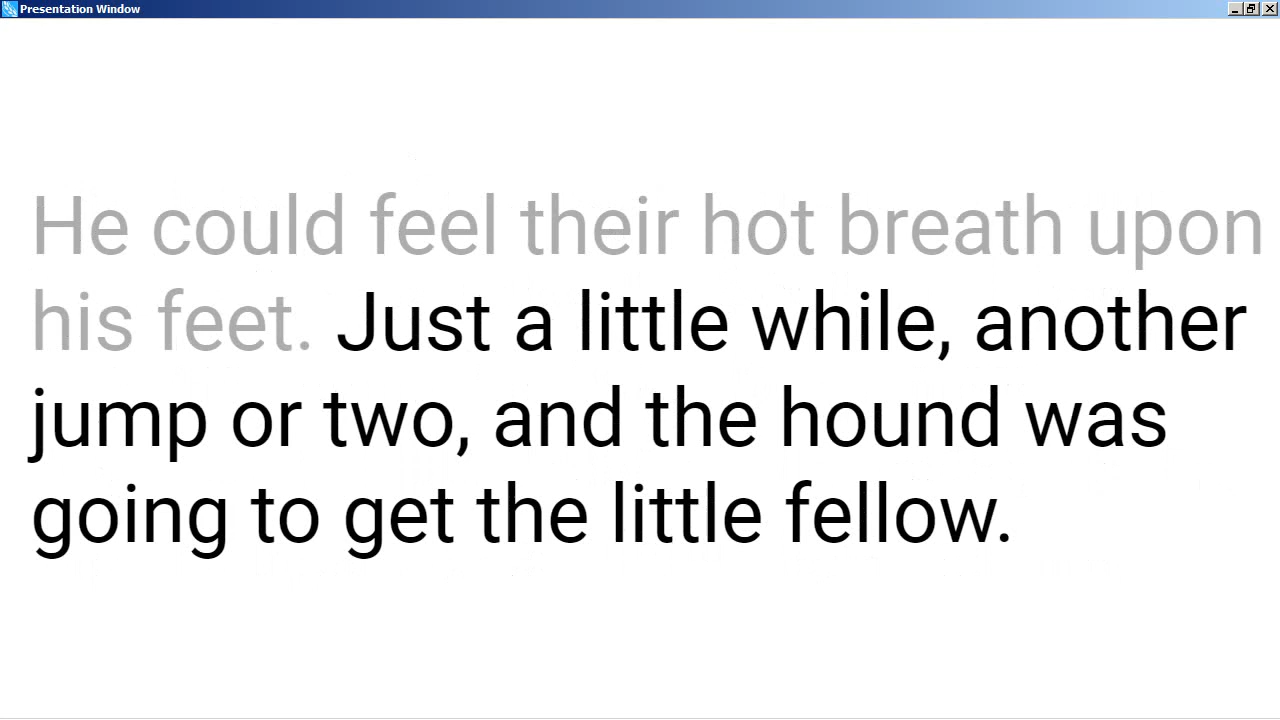 Presentation Window
He could feel their hot breath upon
his feet. Just a little while, another
jump or two, and the hound was
going to get the little fellow.